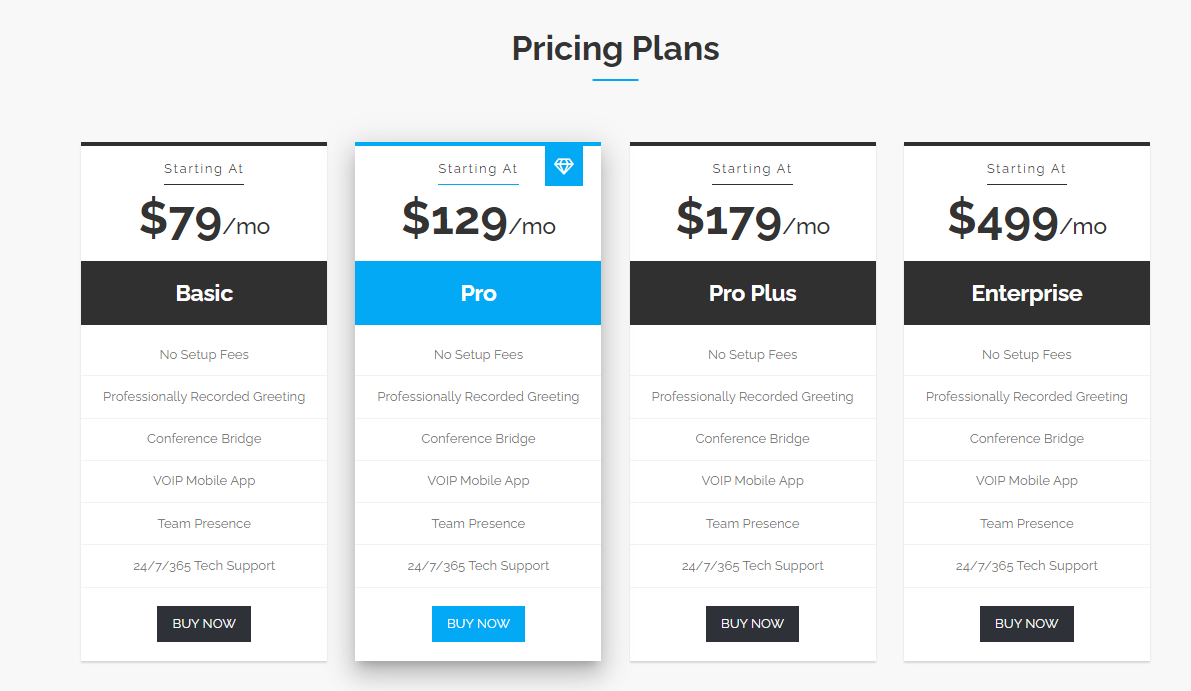 Pricing Plans
Starting At
$79/mo
Basic
No Setup Fees
Professionally Recorded Greeting
Conference Bridge
VOIP Mobile App
Team Presence
24/7/365 Tech Support
BUY NOW
Starting At
$129/mo
Pro
No Setup Fees
Professionally Recorded Greeting
Conference Bridge
VOIP Mobile App
Team Presence
24/7/365 Tech Support
BUY NOW
Starting At
$179/mo
Pro Plus
No Setup Fees
Professionally Recorded Greeting
Conference Bridge
VOIP Mobile App
Team Presence
24/7/365 Tech Support
BUY NOW
Starting At
$499/mo
Enterprise
No Setup Fees
Professionally Recorded Greeting
Conference Bridge
VOIP Mobile App
Team Presence
24/7/365 Tech Support
BUY NOW